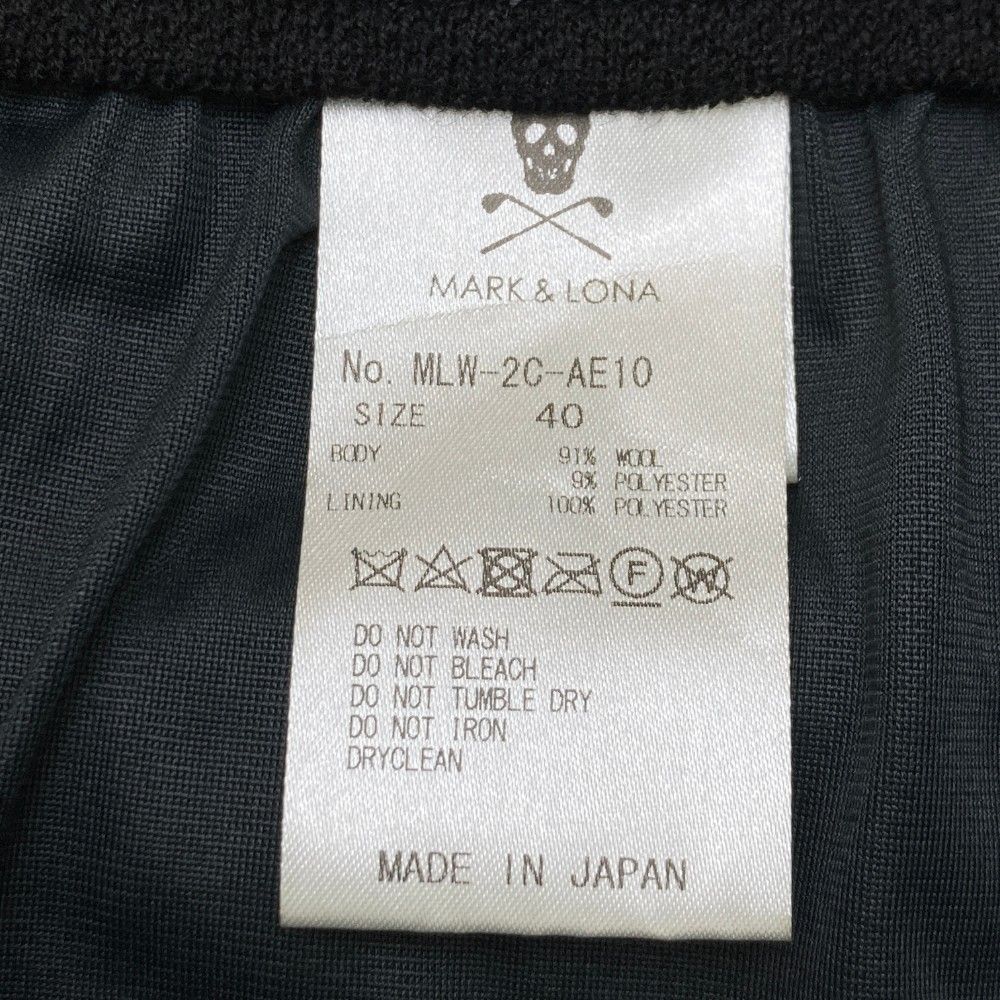 MARK & LONA
No. MLW-2C-AE10
SIZE 40
BODY 91% WOOL
9% POLYESTER
LINING 100% POLYESTER
F W
DO NOT WASH
DO NOT BLEACH
DO NOT TUMBLE DRY
DO NOT IRON
DRYCLEAN
MADE IN JAPAN